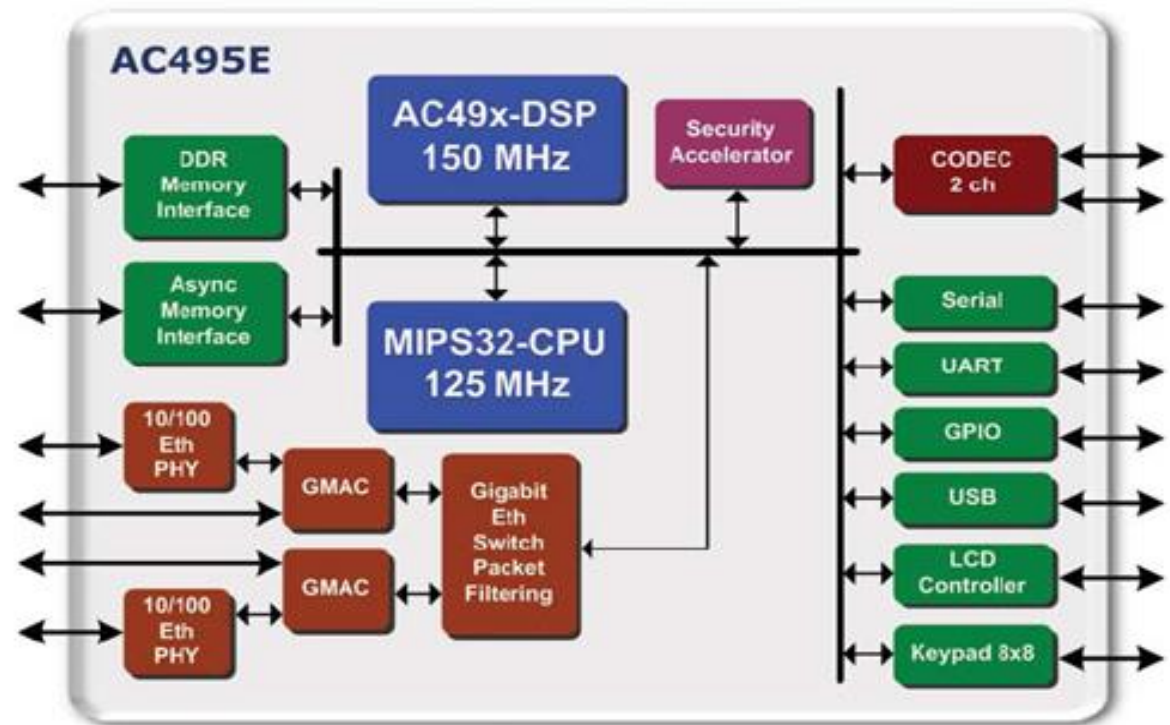 AC495E
AC49x-DSP
150 MHz
Security
Accelerator
DDR
Memory
Interface
CODEC
2 ch
Async
Memory
Interface
MIPS32-CPU
125 MHz
Serial
UART
GPIO
USB
LCD
Controller
Keypad 8x8
10/100
Eth
PHY
GMAC
Gigabit
Eth
Switch
Packet
Filtering
GMAC
10/100
Eth
PHY